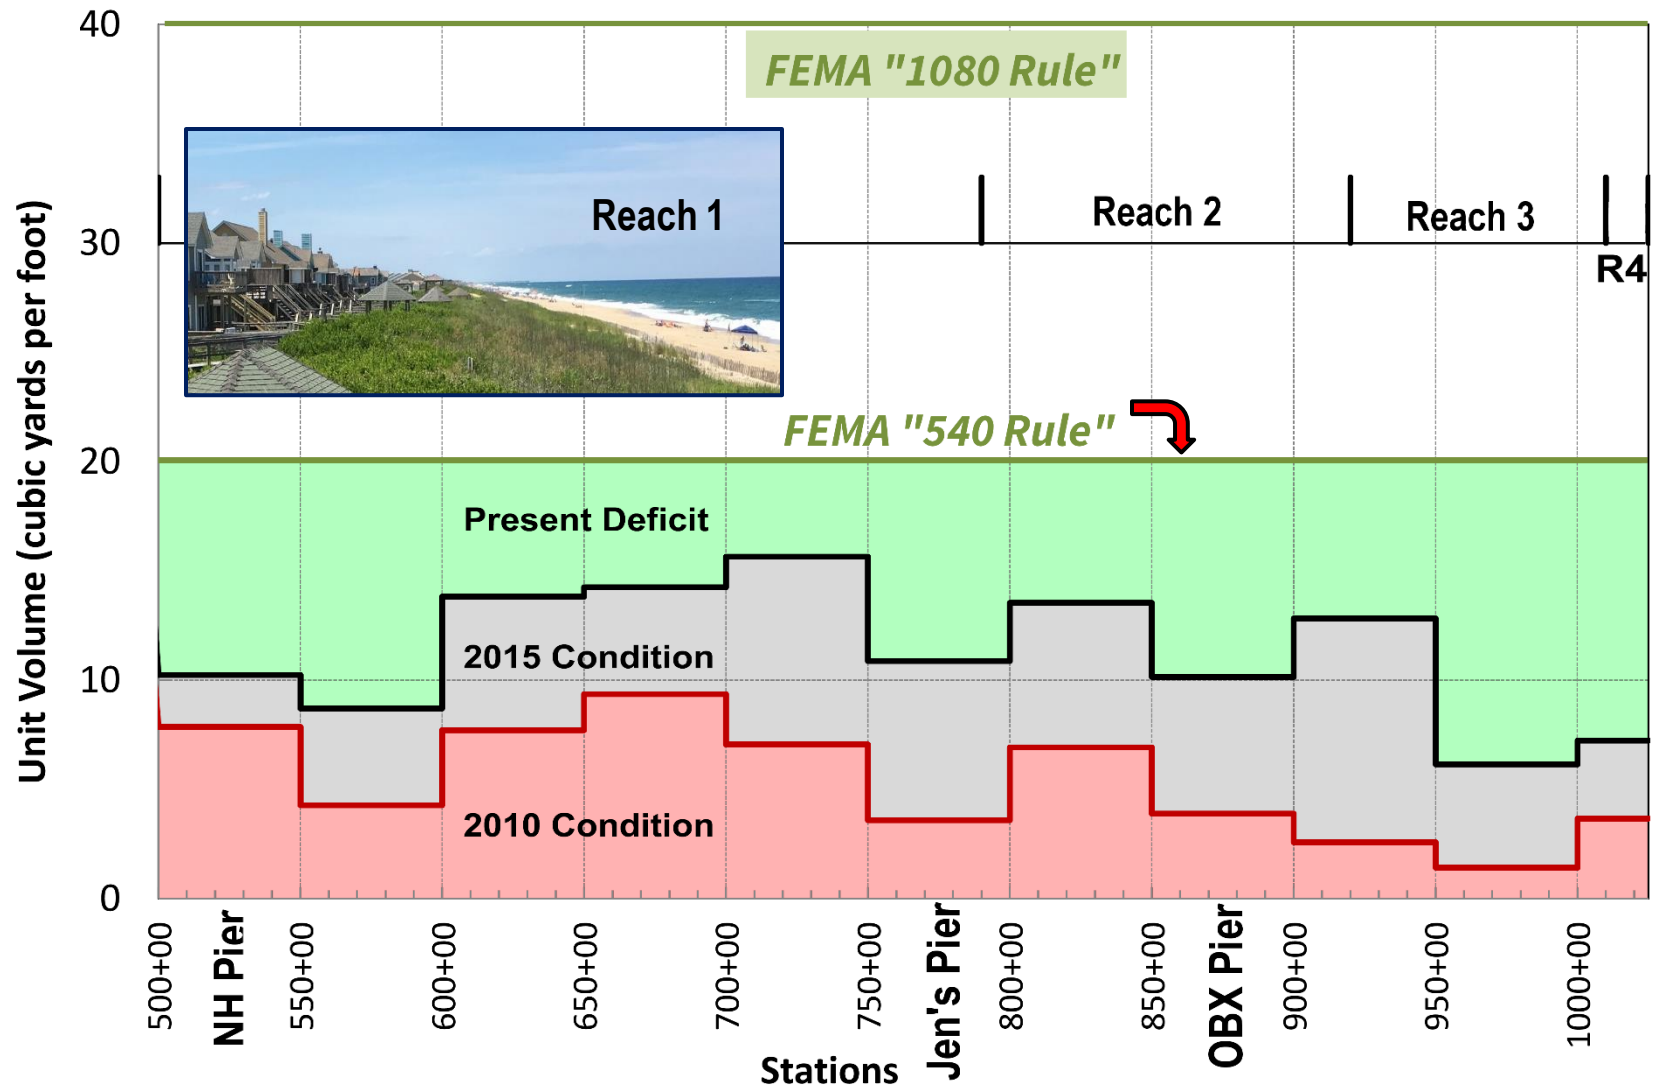 40
FEMA "1080 Rule"
Reach 1
Reach 2
Reach 3
30
R4
Unit Volume (cubic yards per foot)
FEMA "540 Rule"
20
Present Deficit
2015 Condition
10
2010 Condition
0
500+00
NH Pier
550+00
600+00
650+00
700+00
750+00
Jen's Pier
800+00
850+00
OBX Pier
900+00
950+00
1000+00
Stations